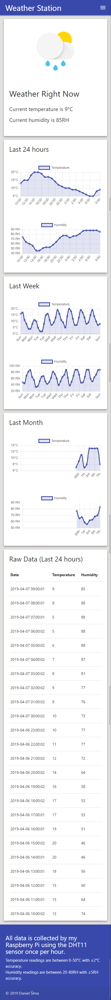 Weather Station
Weather Right Now
Current temperature is 9°C
Current humidity is 85RH
Last 24 hours
Temperature
20°C
15°C
10°C
5°C
10:00 12:00 14:00 16:00 18:00 20:00 22:00 0:00 2:00 4:00 6:00 9:00
Humidity
90 RH
80 RH
70 RH
60 RH
50 RH
40 RH
10:00 12:00 14:00 16:00 18:00 20:00 22:00 0:00 2:00 4:00 6:00 9:00
Last Week
Temperature
20°C
15°C
10°C
5°C
0°C
Sun Mon Mon Tue Tue Wed Wed Thu Thu Fri Fri Sat Sat Sun
Humidity
100 RH
80 RH
60 RH
40 RH
20 RH
Sun Mon Mon Tue Tue Wed Wed Thu Thu Fri Fri Sat Sat Sun
Last Month
Temperature
14°C
12°C
10°C
8°C
6°C
30th 1st 3rd 5th 7th
Humidity
90 RH
80 RH
70 RH
60 RH
50 RH
30th 1st 3rd 5th 7th
Raw Data (Last 24 hours)
Date Temperature Humidity
2019-04-07 09:00:01 9 85
2019-04-07 08:00:01 8 88
2019-04-07 07:00:01 5 88
2019-04-07 06:00:02 5 88
2019-04-07 05:00:02 6 88
2019-04-07 04:00:02 7 87
2019-04-07 03:00:02 8 81
2019-04-07 02:00:02 9 77
2019-04-07 01:00:02 9 76
2019-04-07 00:00:02 10 73
2019-04-06 23:00:02 10 77
2019-04-06 22:00:02 11 77
2019-04-06 21:00:02 12 72
2019-04-06 20:00:02 14 64
2019-04-06 19:00:02 16 58
2019-04-06 18:00:02 17 53
2019-04-06 17:00:01 17 53
2019-04-06 16:00:01 19 51
2019-04-06 15:00:02 20 46
2019-04-06 14:00:01 20 46
2019-04-06 13:00:01 18 56
2019-04-06 12:00:01 15 60
2019-04-06 11:00:01 15 64
2019-04-06 10:00:02 13 74
All data is collected by my
Raspberry Pi using the DHT11
sensor once per hour.
Temperature readings are between 0-50°C with ±2°C
accuracy.
Humidity readings are between 20-80RH with ±5RH
accuracy.
© 2019 Daniel Šíma